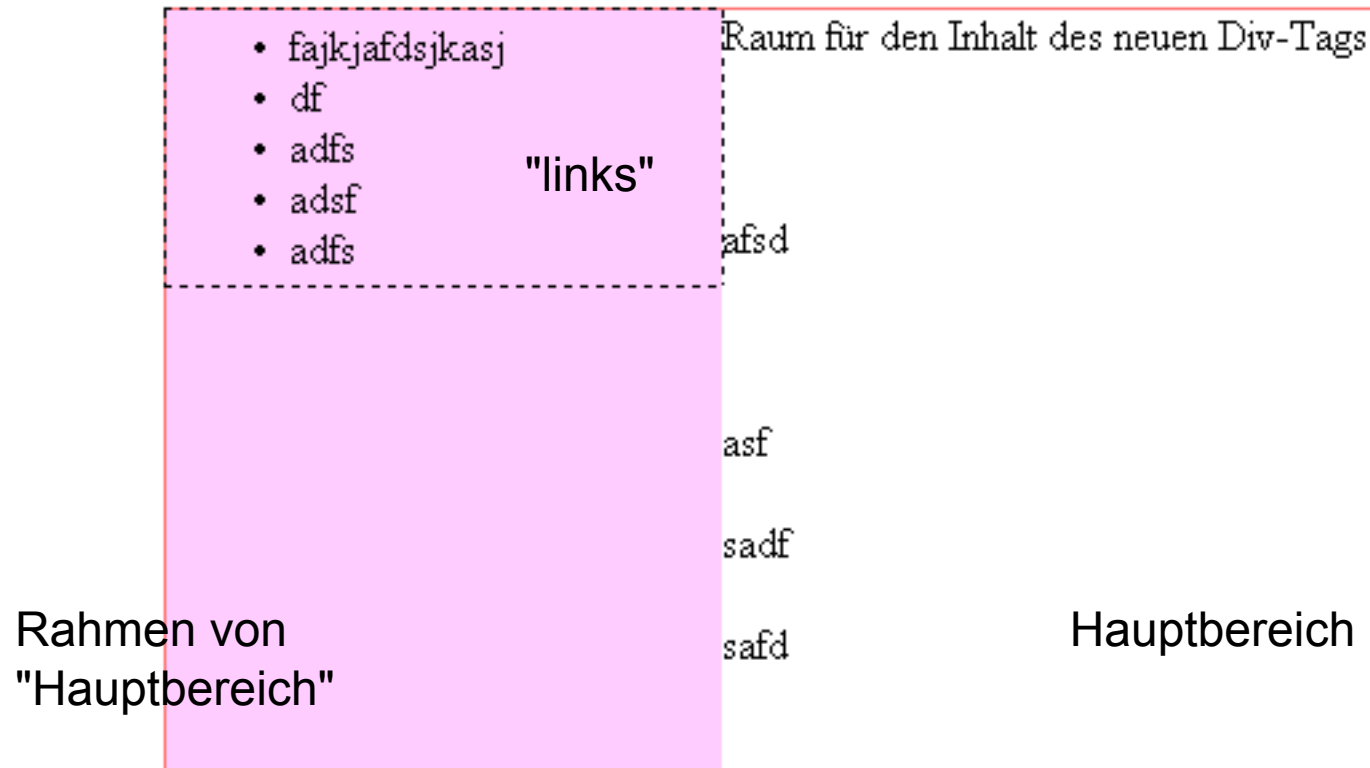 • fajkjafdsjkasj
• df
• adfs
• adsf
• adfs
"links"
Raum für den Inhalt des neuen Div-Tags
afsd
asf
sadf
safd
Rahmen von
"Hauptbereich"
Hauptbereich